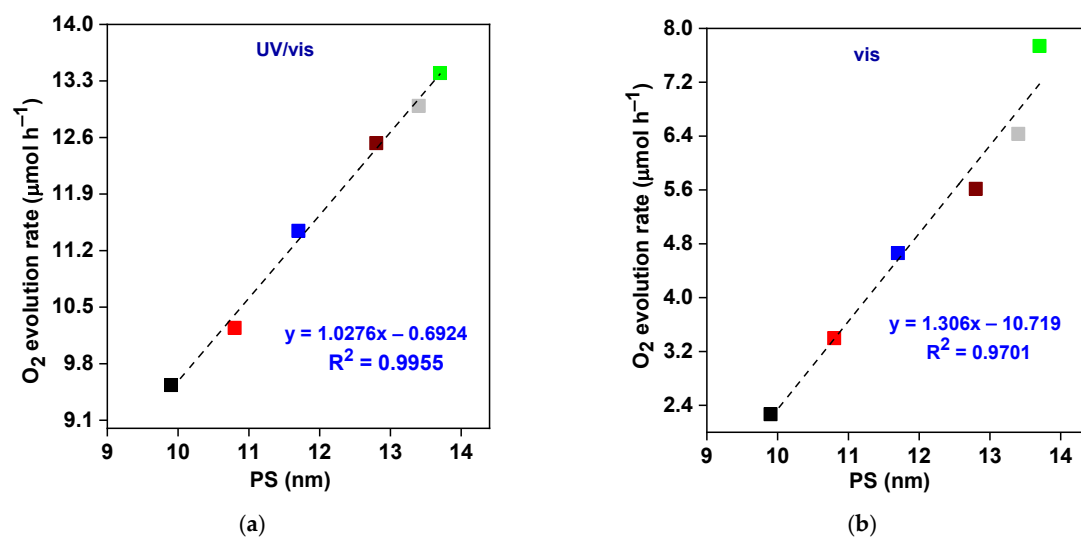 14.0
13.3
12.6
11.9
11.2
10.5
9.8
9.1
O₂ evolution rate (μmol h⁻¹)
UV/vis
y = 1.0276x – 0.6924
R² = 0.9955
9 10 11 12 13 14
PS (nm)
(a)
8.0
7.2
6.4
5.6
4.8
4.0
3.2
2.4
O₂ evolution rate (μmol h⁻¹)
vis
y = 1.306x – 10.719
R² = 0.9701
9 10 11 12 13 14
PS (nm)
(b)